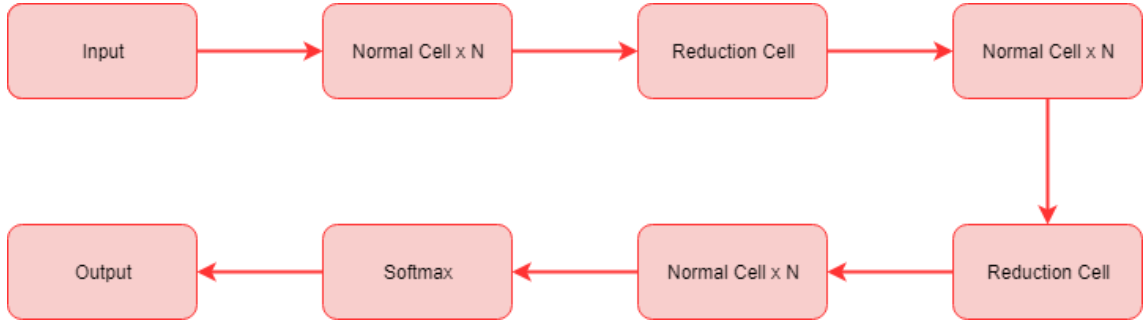 Input
Normal Cell x N
Reduction Cell
Normal Cell x N
Reduction Cell
Normal Cell x N
Softmax
Output